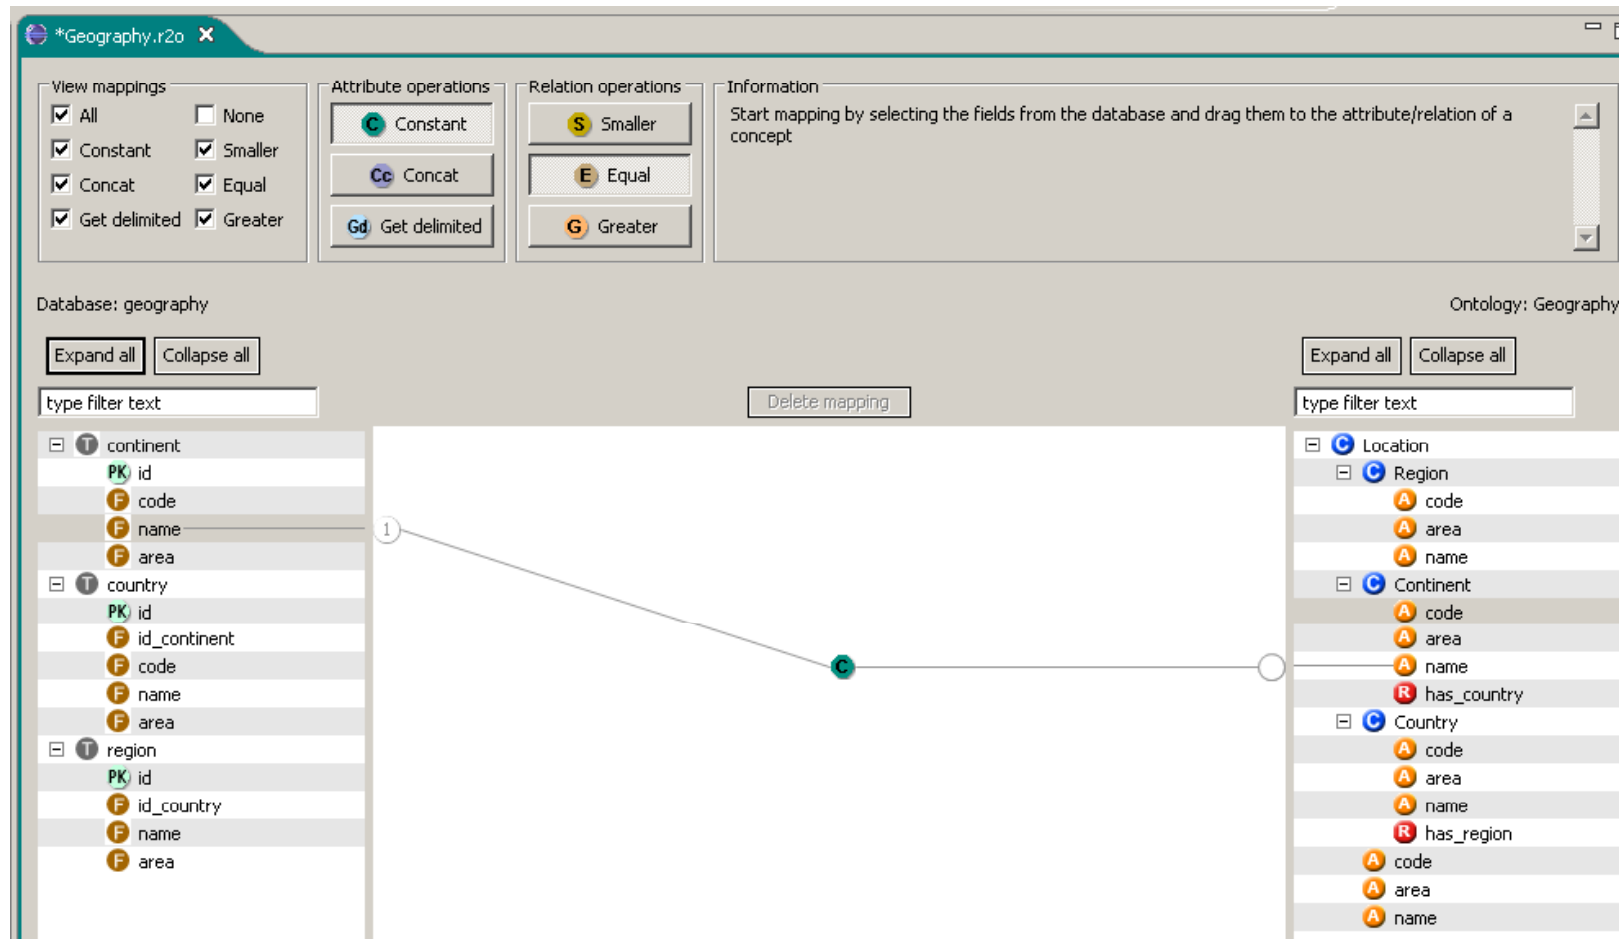 *Geography.r2o
View mappings
All None
Constant Smaller
Concat Equal
Get delimited Greater
Attribute operations
C Constant
Cc Concat
Gd Get delimited
Relation operations
S Smaller
E Equal
G Greater
Information
Start mapping by selecting the fields from the database and drag them to the attribute/relation of a
concept
Database: geography
Ontology: Geography
Expand all Collapse all
Expand all Collapse all
type filter text
Delete mapping
type filter text
T continent
PK id
F code
F name
F area
T country
PK id
F id_continent
F code
F name
F area
T region
PK id
F id_country
F name
F area
1
C
C Location
C Region
A code
A area
A name
C Continent
A code
A area
A name
R has_country
C Country
A code
A area
A name
R has_region
A code
A area
A name